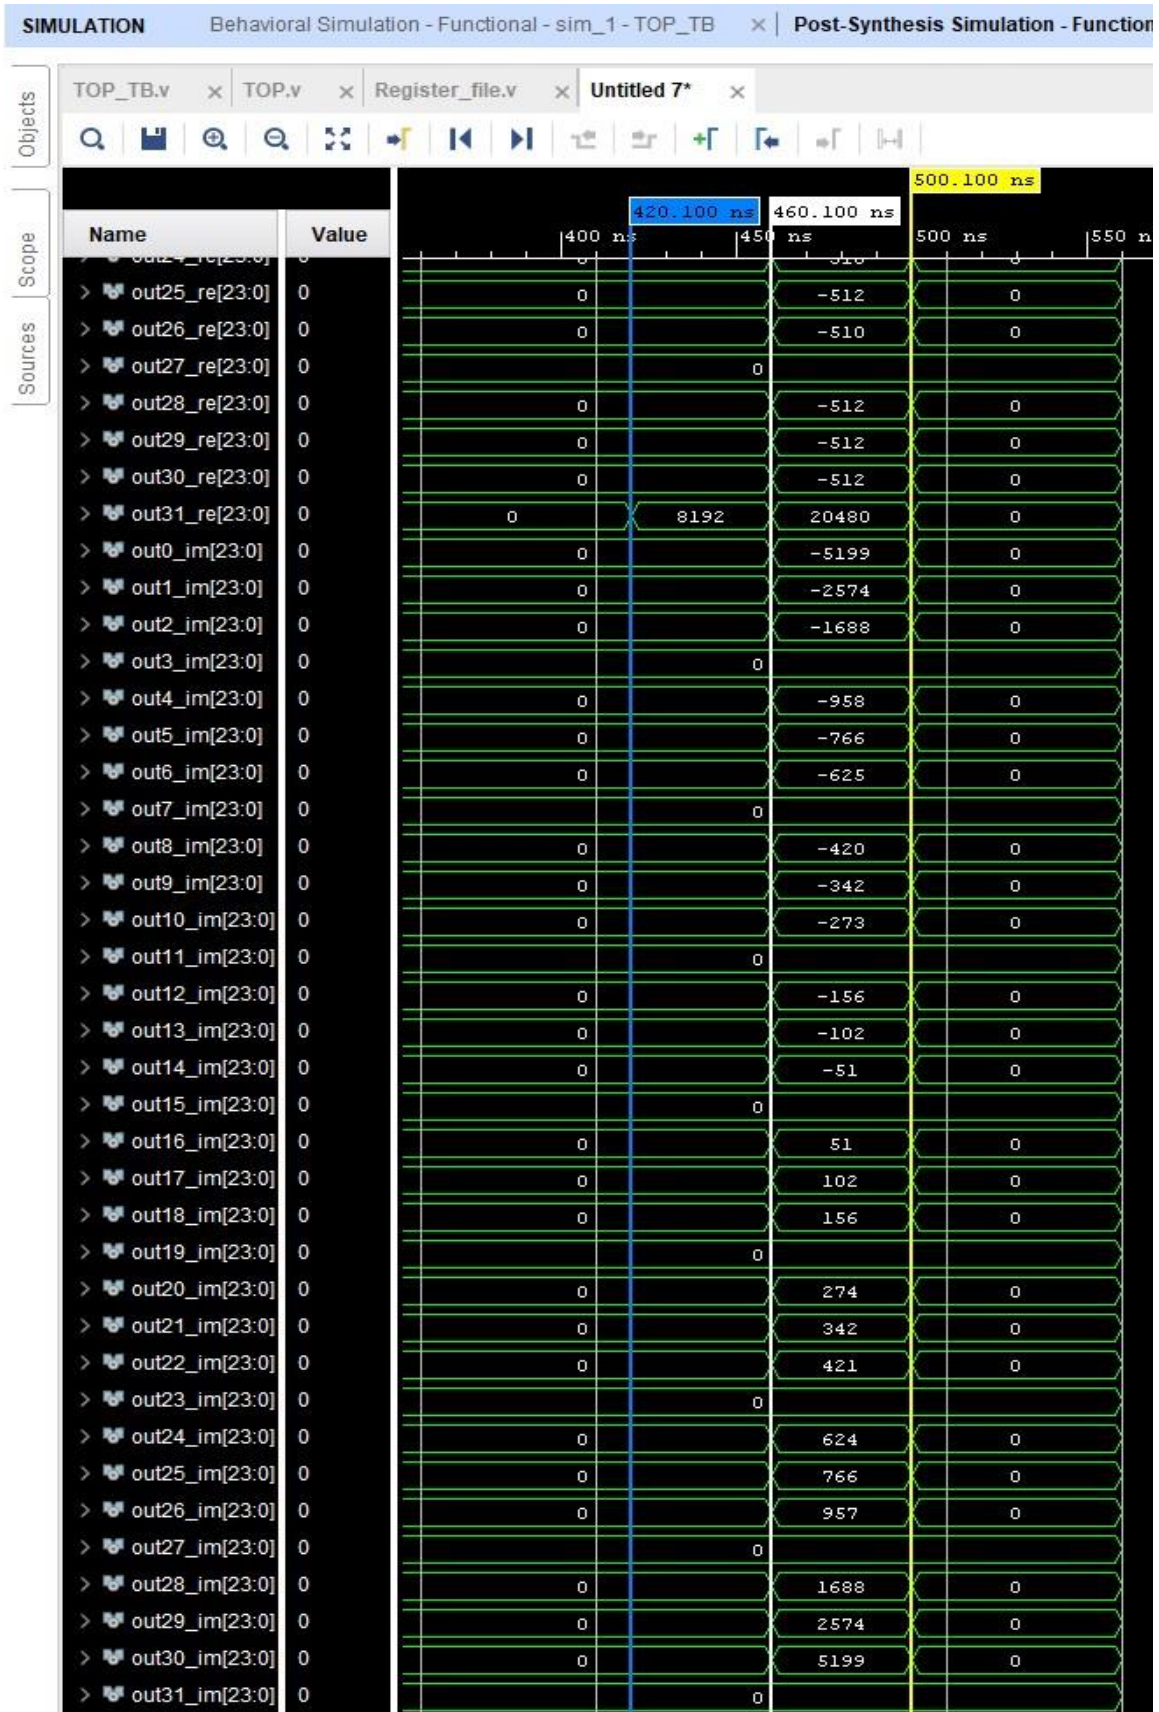 SIMULATION Behavioral Simulation - Functional - sim_1 - TOP_TB × Post-Synthesis Simulation - Function
Objects
Scope
Sources
TOP_TB.v × TOP.v × Register_file.v × Untitled 7* ×
500.100 ns
420.100 ns 460.100 ns
Name Value 400 ns 450 ns 500 ns 550 n
out24_re[23:0] 0 0 0
out25_re[23:0] 0 0 -512 0
out26_re[23:0] 0 0 -510 0
out27_re[23:0] 0 0
out28_re[23:0] 0 0 -512 0
out29_re[23:0] 0 0 -512 0
out30_re[23:0] 0 0 -512 0
out31_re[23:0] 0 0 8192 20480 0
out0_im[23:0] 0 0 -5199 0
out1_im[23:0] 0 0 -2574 0
out2_im[23:0] 0 0 -1688 0
out3_im[23:0] 0 0
out4_im[23:0] 0 0 -958 0
out5_im[23:0] 0 0 -766 0
out6_im[23:0] 0 0 -625 0
out7_im[23:0] 0 0
out8_im[23:0] 0 0 -420 0
out9_im[23:0] 0 0 -342 0
out10_im[23:0] 0 0 -273 0
out11_im[23:0] 0 0
out12_im[23:0] 0 0 -156 0
out13_im[23:0] 0 0 -102 0
out14_im[23:0] 0 0 -51 0
out15_im[23:0] 0 0
out16_im[23:0] 0 0 51 0
out17_im[23:0] 0 0 102 0
out18_im[23:0] 0 0 156 0
out19_im[23:0] 0 0
out20_im[23:0] 0 0 274 0
out21_im[23:0] 0 0 342 0
out22_im[23:0] 0 0 421 0
out23_im[23:0] 0 0
out24_im[23:0] 0 0 624 0
out25_im[23:0] 0 0 766 0
out26_im[23:0] 0 0 957 0
out27_im[23:0] 0 0
out28_im[23:0] 0 0 1688 0
out29_im[23:0] 0 0 2574 0
out30_im[23:0] 0 0 5199 0
out31_im[23:0] 0 0